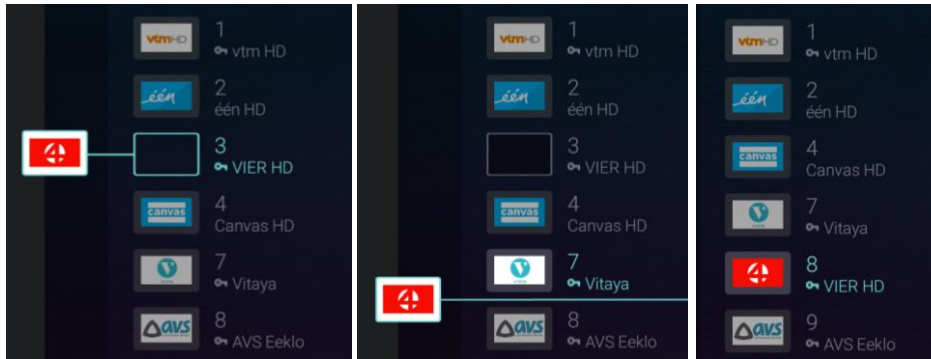 vtmHD
1
vtm HD
één
2
één HD
4
3
VIER HD
canvas
4
Canvas HD
7
Vitaya
avs
8
AVS Eeklo
vtmHD
1
vtm HD
één
2
één HD
3
VIER HD
canvas
4
Canvas HD
7
Vitaya
4
avs
8
AVS Eeklo
vtmHD
1
vtm HD
één
2
één HD
canvas
4
Canvas HD
7
Vitaya
4
8
VIER HD
avs
9
AVS Eeklo